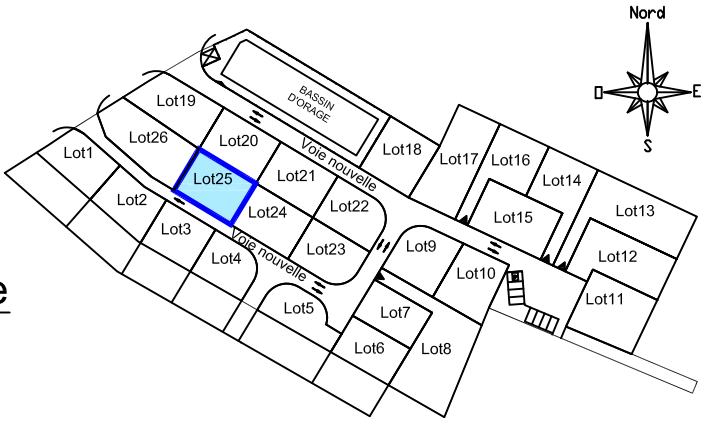 Nord
E
S
O
BASSIN
D'ORAGE
Voie nouvelle
Lot19
Lot18
Lot17
Lot16
Lot14
Lot13
Lot26
Lot20
Lot1
Lot25
Lot21
Lot15
Lot2
Lot24
Lot22
Lot3
Voie nouvelle
Lot23
Lot9
Lot12
Lot4
Lot10
Lot11
e
Lot5
Lot7
Lot6
Lot8